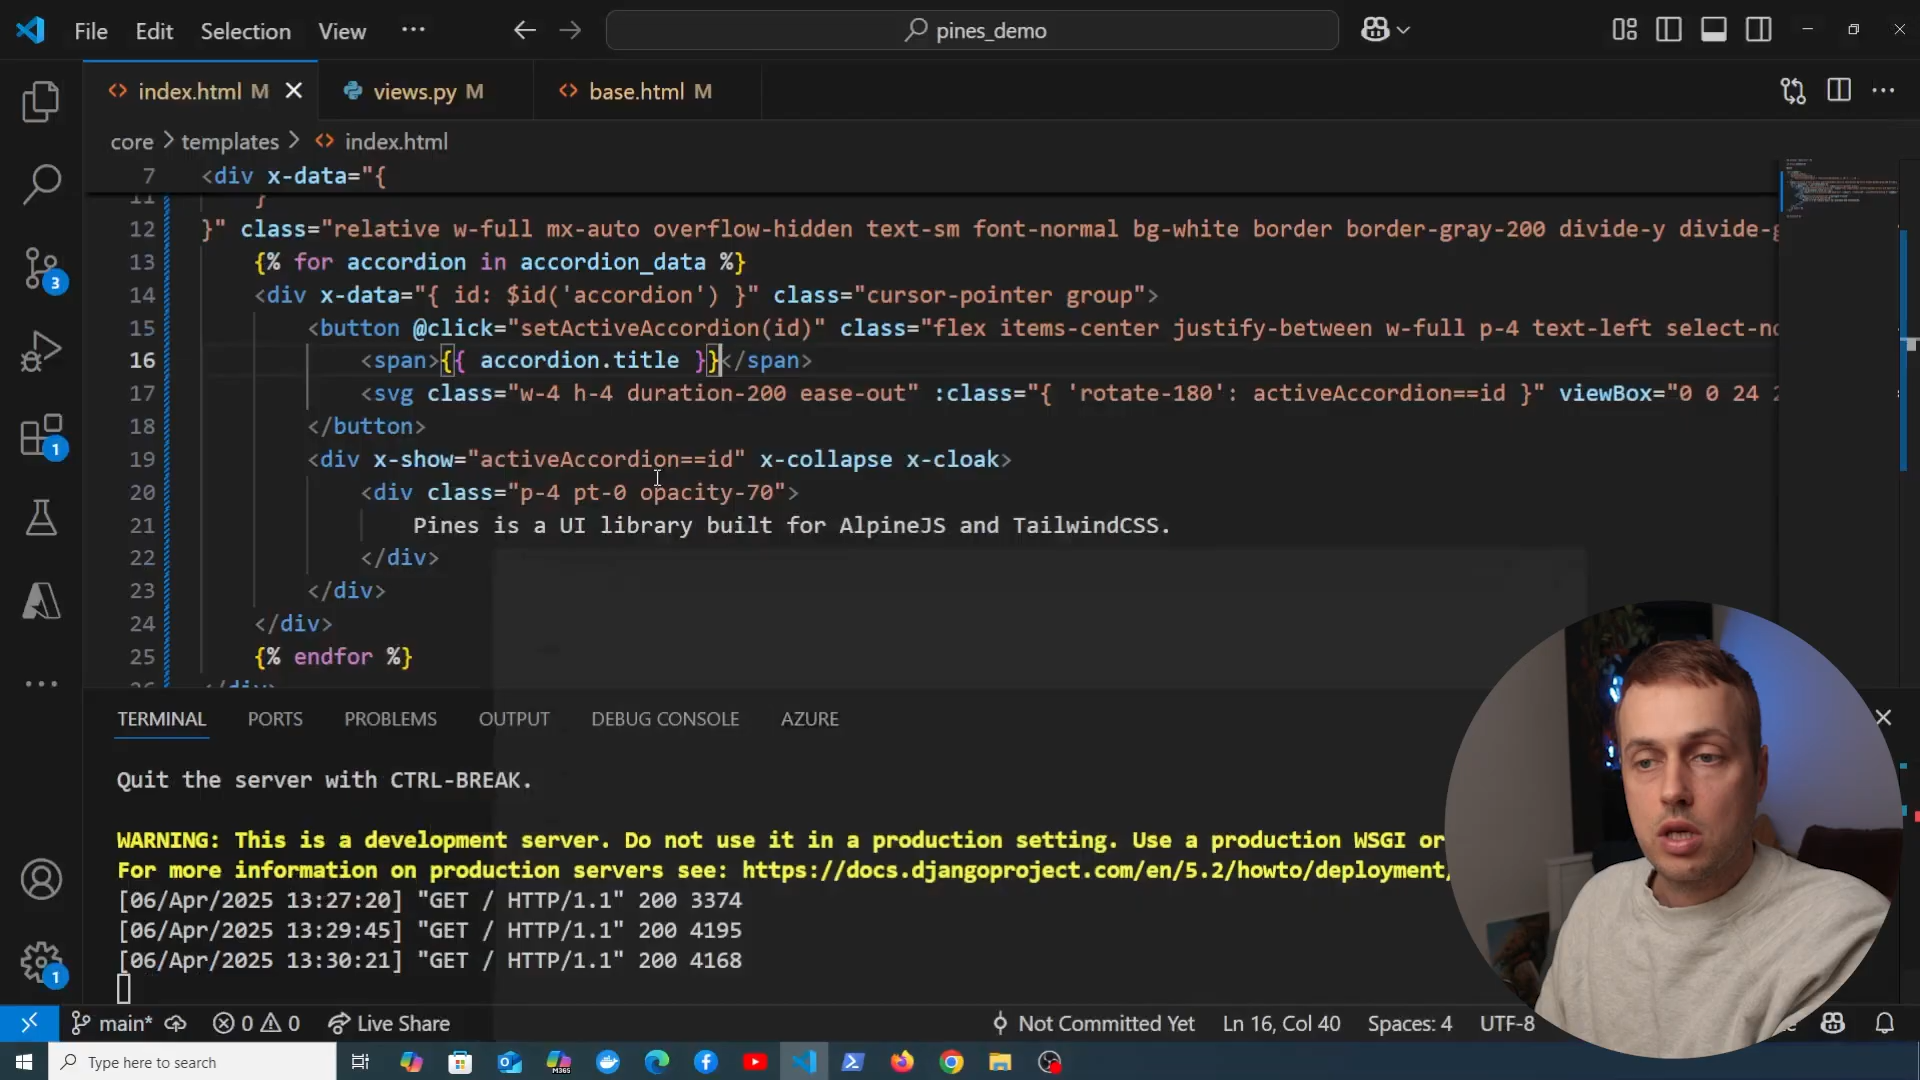 File Edit Selection View ··· pines_demo
index.html M views.py M base.html M
core > templates > index.html
7 <div x-data="{
11 }
12 }" class="relative w-full mx-auto overflow-hidden text-sm font-normal bg-white border border-gray-200 divide-y divide-g
13 {% for accordion in accordion_data %}
14 <div x-data="{ id: $id('accordion') }" class="cursor-pointer group">
15 <button @click="setActiveAccordion(id)" class="flex items-center justify-between w-full p-4 text-left select-no
16 <span>{{ accordion.title }}</span>
17 <svg class="w-4 h-4 duration-200 ease-out" :class="{ 'rotate-180': activeAccordion==id }" viewBox="0 0 24 2
18 </button>
19 <div x-show="activeAccordion==id" x-collapse x-cloak>
20 <div class="p-4 pt-0 opacity-70">
21 Pines is a UI library built for AlpineJS and TailwindCSS.
22 </div>
23 </div>
24 </div>
25 {% endfor %}
26 </div>
3
1
1
TERMINAL PORTS PROBLEMS OUTPUT DEBUG CONSOLE AZURE
Quit the server with CTRL-BREAK.
WARNING: This is a development server. Do not use it in a production setting. Use a production WSGI or
For more information on production servers see: https://docs.djangoproject.com/en/5.2/howto/deployment/
[06/Apr/2025 13:27:20] "GET / HTTP/1.1" 200 3374
[06/Apr/2025 13:29:45] "GET / HTTP/1.1" 200 4195
[06/Apr/2025 13:30:21] "GET / HTTP/1.1" 200 4168
main* 0 0 Live Share Not Committed Yet Ln 16, Col 40 Spaces: 4 UTF-8
Type here to search